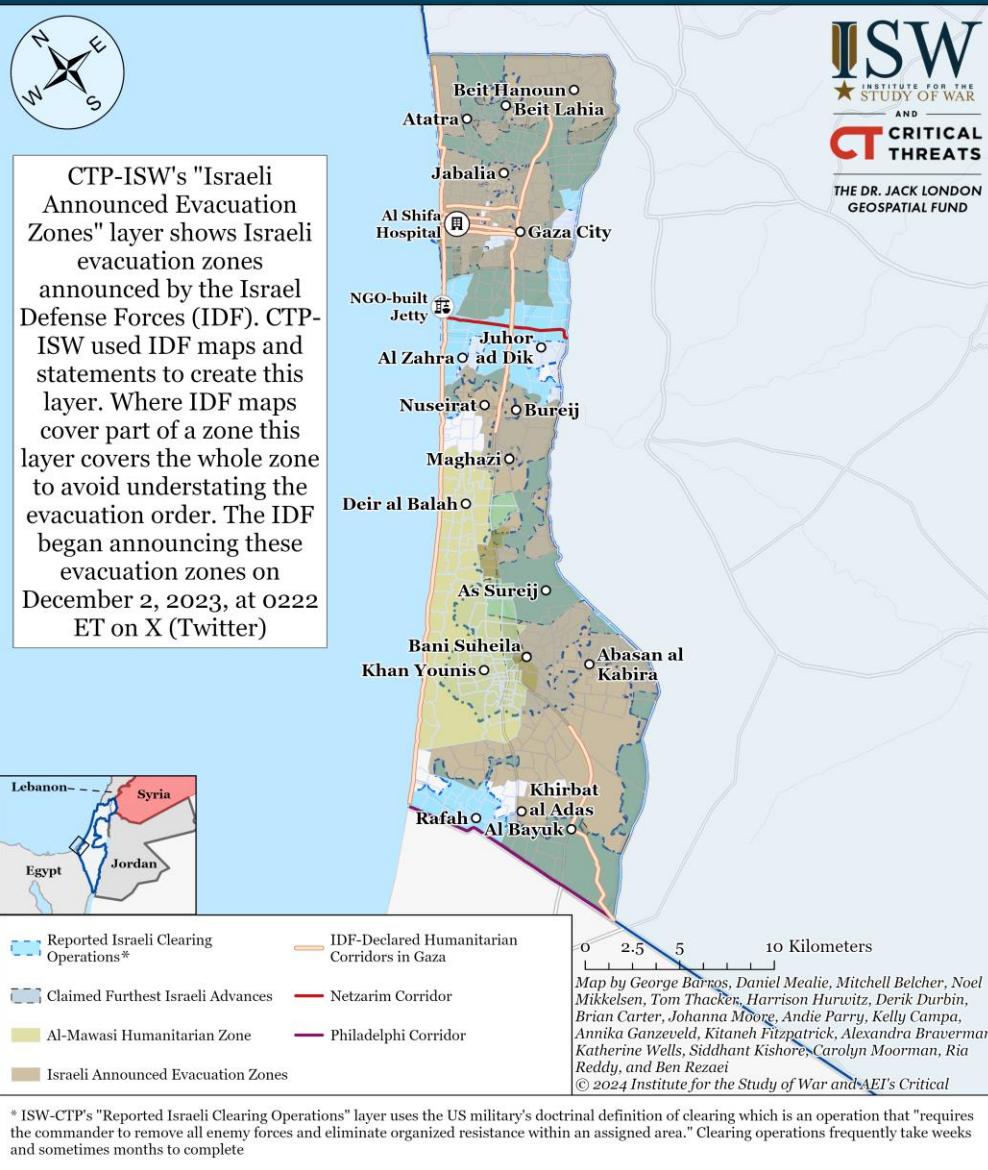 N
E
W
S
ISW
INSTITUTE FOR THE
STUDY OF WAR
AND
CT CRITICAL
THREATS
THE DR. JACK LONDON
GEOSPATIAL FUND
CTP-ISW's "Israeli
Announced Evacuation
Zones" layer shows Israeli
evacuation zones
announced by the Israel
Defense Forces (IDF). CTP-
ISW used IDF maps and
statements to create this
layer. Where IDF maps
cover part of a zone this
layer covers the whole zone
to avoid understating the
evacuation order. The IDF
began announcing these
evacuation zones on
December 2, 2023, at 0222
ET on X (Twitter)
Beit Hanoun
Beit Lahia
Atatra
Jabalia
Al Shifa
Hospital
Gaza City
NGO-built
Jetty
Juhor
ad Dik
Al Zahra
Nuseirat
Bureij
Maghazi
Deir al Balah
As Sureij
Bani Suheila
Abasan al
Kabira
Khan Younis
Khirbat
al Adas
Rafah
Al Bayuk
Lebanon
Syria
Egypt
Jordan
Reported Israeli Clearing
Operations*
Claimed Furthest Israeli Advances
Al-Mawasi Humanitarian Zone
Israeli Announced Evacuation Zones
IDF-Declared Humanitarian
Corridors in Gaza
Netzarim Corridor
Philadelphi Corridor
0 2.5 5 10 Kilometers
Map by George Barros, Daniel Mealie, Mitchell Belcher, Noel
Mikkelsen, Tom Thacker, Harrison Hurwitz, Derik Durbin,
Brian Carter, Johanna Moore, Andie Parry, Kelly Campa,
Annika Ganzeveld, Kitaneh Fitzpatrick, Alexandra Braverman
Katherine Wells, Siddhant Kishore, Carolyn Moorman, Ria
Reddy, and Ben Rezaei
© 2024 Institute for the Study of War and AEI's Critical
* ISW-CTP's "Reported Israeli Clearing Operations" layer uses the US military's doctrinal definition of clearing which is an operation that "requires
the commander to remove all enemy forces and eliminate organized resistance within an assigned area." Clearing operations frequently take weeks
and sometimes months to complete